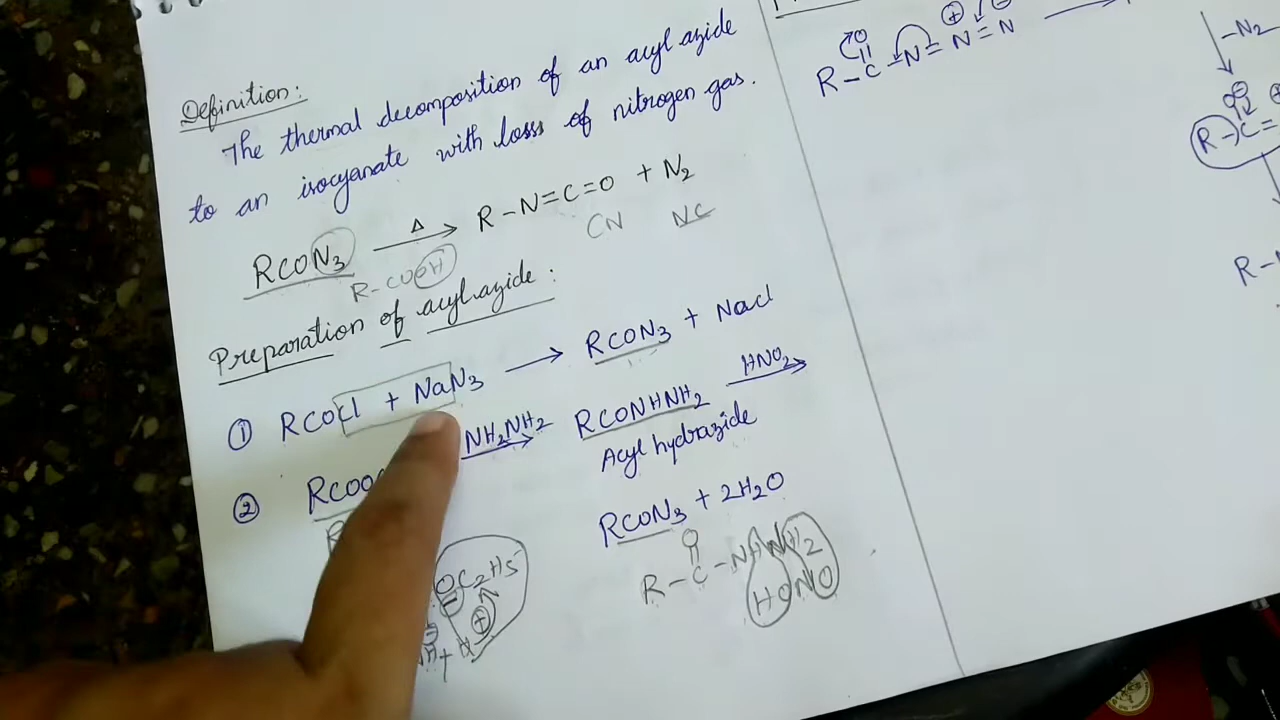 Definition:
The thermal decomposition of an acyl azide
to an isocyanate with loss of nitrogen gas.
RCON3 Δ→ R-N=C=O + N2
CN NC
R-COOH
Preparation of acylazide:
① RCOCl + NaN3 → RCON3 + NaCl
② RCOO NH2NH2→ RCONHNH2 HNO2→
Acyl hydrazide
RCON3 + 2H2O
O
R-C-NHNH2
HONO
OC2H5
⊕
O ⊕
R-C-N=N=N →
-N2
R-C=
R-N